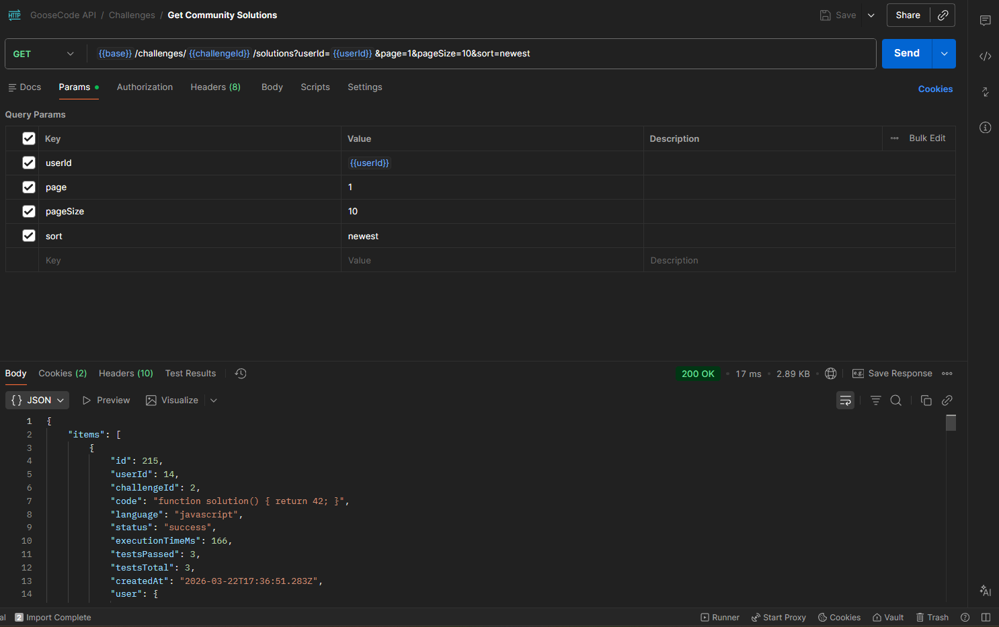 HTTP GooseCode API / Challenges / Get Community Solutions Save Share
GET {{base}} /challenges/ {{challengeId}} /solutions?userId= {{userId}} &page=1&pageSize=10&sort=newest Send
Docs Params Authorization Headers (8) Body Scripts Settings Cookies
Query Params
Key Value Description Bulk Edit
userId {{userId}}
page 1
pageSize 10
sort newest
Key Value Description
Body Cookies (2) Headers (10) Test Results 200 OK 17 ms 2.89 KB e.g. Save Response
{} JSON Preview Visualize
1 {
2 "items": [
3 {
4 "id": 215,
5 "userId": 14,
6 "challengeId": 2,
7 "code": "function solution() { return 42; }",
8 "language": "javascript",
9 "status": "success",
10 "executionTimeMs": 166,
11 "testsPassed": 3,
12 "testsTotal": 3,
13 "createdAt": "2026-03-22T17:36:51.283Z",
14 "user": {
AI
al 2 Import Complete Runner Start Proxy Cookies Vault Trash